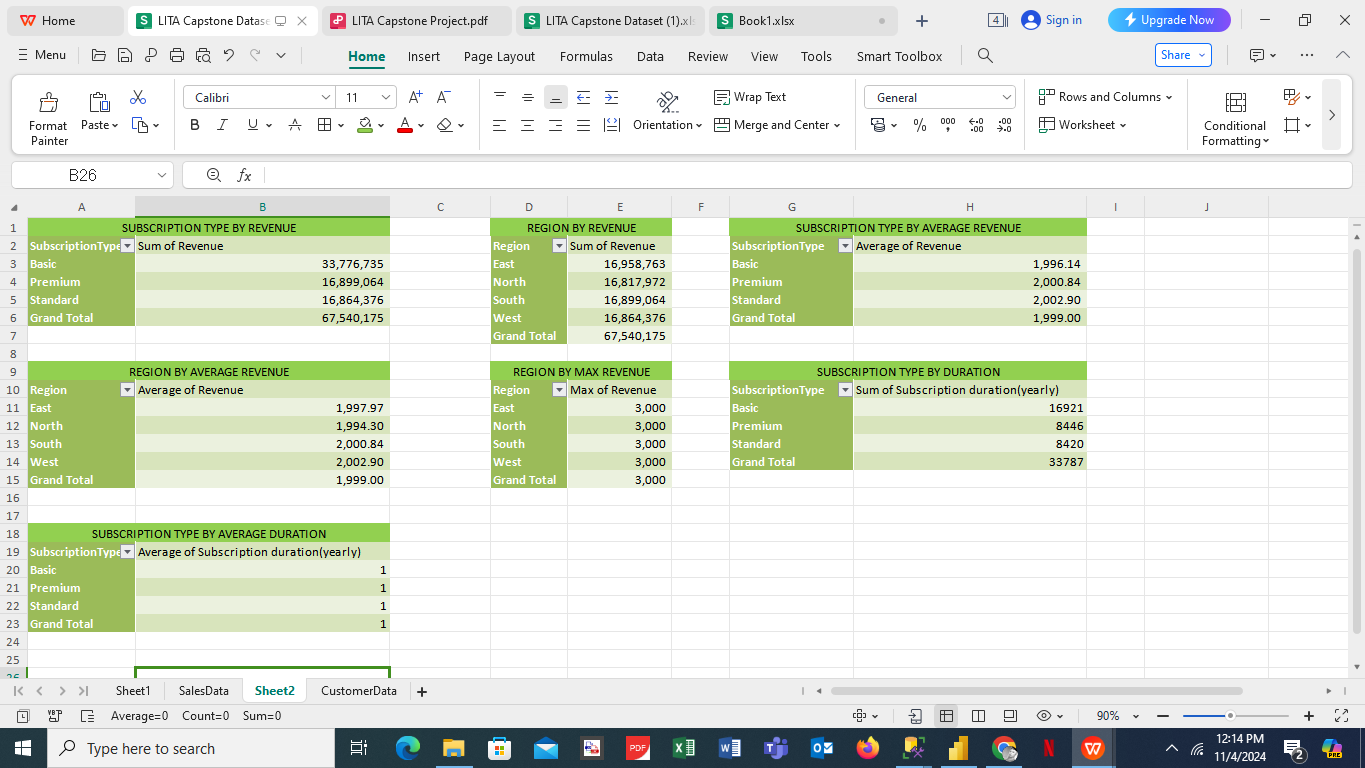 Home
LITA Capstone Datase
LITA Capstone Project.pdf
LITA Capstone Dataset (1).xls
Book1.xlsx
4
Sign in
Upgrade Now
Menu
Home
Insert
Page Layout
Formulas
Data
Review
View
Tools
Smart Toolbox
Share
Format Painter
Paste
Calibri
11
Wrap Text
Orientation
Merge and Center
General
Rows and Columns
Worksheet
Conditional Formatting
B26
fx
A B C D E F G H I J
1 SUBSCRIPTION TYPE BY REVENUE REGION BY REVENUE SUBSCRIPTION TYPE BY AVERAGE REVENUE
2 SubscriptionType Sum of Revenue Region Sum of Revenue SubscriptionType Average of Revenue
3 Basic 33,776,735 East 16,958,763 Basic 1,996.14
4 Premium 16,899,064 North 16,817,972 Premium 2,000.84
5 Standard 16,864,376 South 16,899,064 Standard 2,002.90
6 Grand Total 67,540,175 West 16,864,376 Grand Total 1,999.00
7 Grand Total 67,540,175
8
9 REGION BY AVERAGE REVENUE REGION BY MAX REVENUE SUBSCRIPTION TYPE BY DURATION
10 Region Average of Revenue Region Max of Revenue SubscriptionType Sum of Subscription duration(yearly)
11 East 1,997.97 East 3,000 Basic 16921
12 North 1,994.30 North 3,000 Premium 8446
13 South 2,000.84 South 3,000 Standard 8420
14 West 2,002.90 West 3,000 Grand Total 33787
15 Grand Total 1,999.00 Grand Total 3,000
16
17
18 SUBSCRIPTION TYPE BY AVERAGE DURATION
19 SubscriptionType Average of Subscription duration(yearly)
20 Basic 1
21 Premium 1
22 Standard 1
23 Grand Total 1
24
25
26
Sheet1 SalesData Sheet2 CustomerData
Average=0 Count=0 Sum=0 90%
Type here to search
12:14 PM
11/4/2024
2